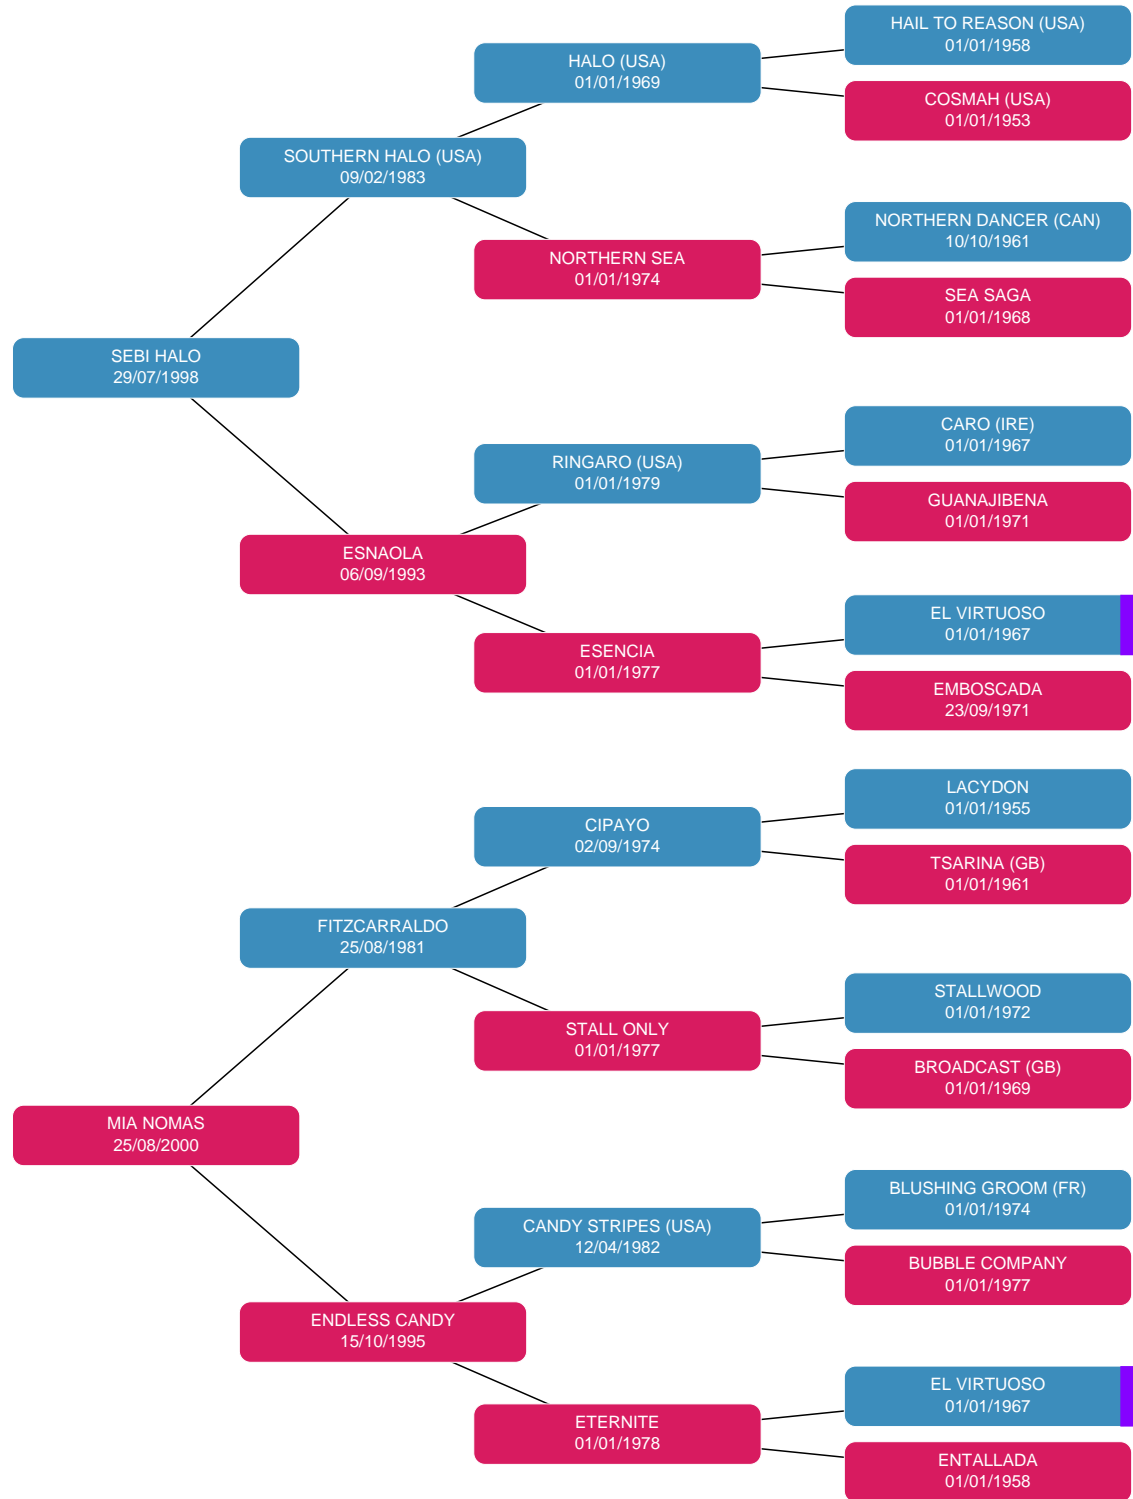 HAIL TO REASON (USA)
01/01/1958
HALO (USA)
01/01/1969
COSMAH (USA)
01/01/1953
SOUTHERN HALO (USA)
09/02/1983
NORTHERN DANCER (CAN)
10/10/1961
NORTHERN SEA
01/01/1974
SEA SAGA
01/01/1968
SEBI HALO
29/07/1998
CARO (IRE)
01/01/1967
RINGARO (USA)
01/01/1979
GUANAJIBENA
01/01/1971
ESNAOLA
06/09/1993
EL VIRTUOSO
01/01/1967
ESENCIA
01/01/1977
EMBOSCADA
23/09/1971
LACYDON
01/01/1955
CIPAYO
02/09/1974
TSARINA (GB)
01/01/1961
FITZCARRALDO
25/08/1981
STALLWOOD
01/01/1972
STALL ONLY
01/01/1977
BROADCAST (GB)
01/01/1969
MIA NOMAS
25/08/2000
BLUSHING GROOM (FR)
01/01/1974
CANDY STRIPES (USA)
12/04/1982
BUBBLE COMPANY
01/01/1977
ENDLESS CANDY
15/10/1995
EL VIRTUOSO
01/01/1967
ETERNITE
01/01/1978
ENTALLADA
01/01/1958